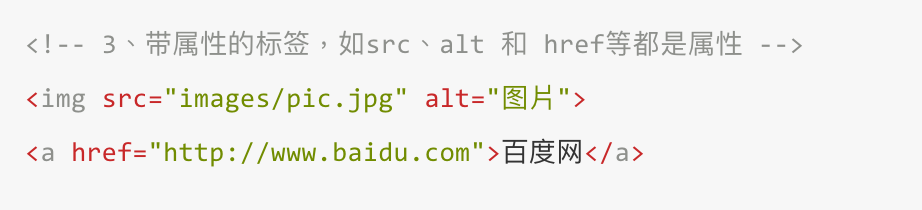 <!-- 3、带属性的标签，如src、alt 和 href等都是属性 -->
<img src="images/pic.jpg" alt="图片">
<a href="http://www.baidu.com">百度网</a>